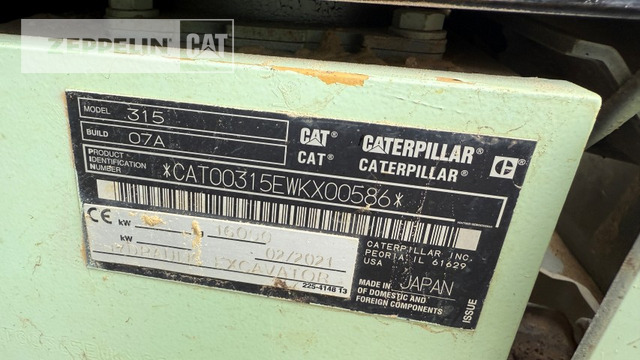 ZEPPELIN CAT
MODEL 315
BUILD 07A
PRODUCT IDENTIFICATION NUMBER *CAT00315EWKX00586*
CAT® CATERPILLAR®
CAT® CATERPILLAR®
CE kW 16000
kW 02/2021
HYDRAULIC EXCAVATOR
225-4148 13
CATERPILLAR INC.
PEORIA, IL 61629
USA
MADE IN JAPAN
OF DOMESTIC AND
FOREIGN COMPONENTS
ISSUE